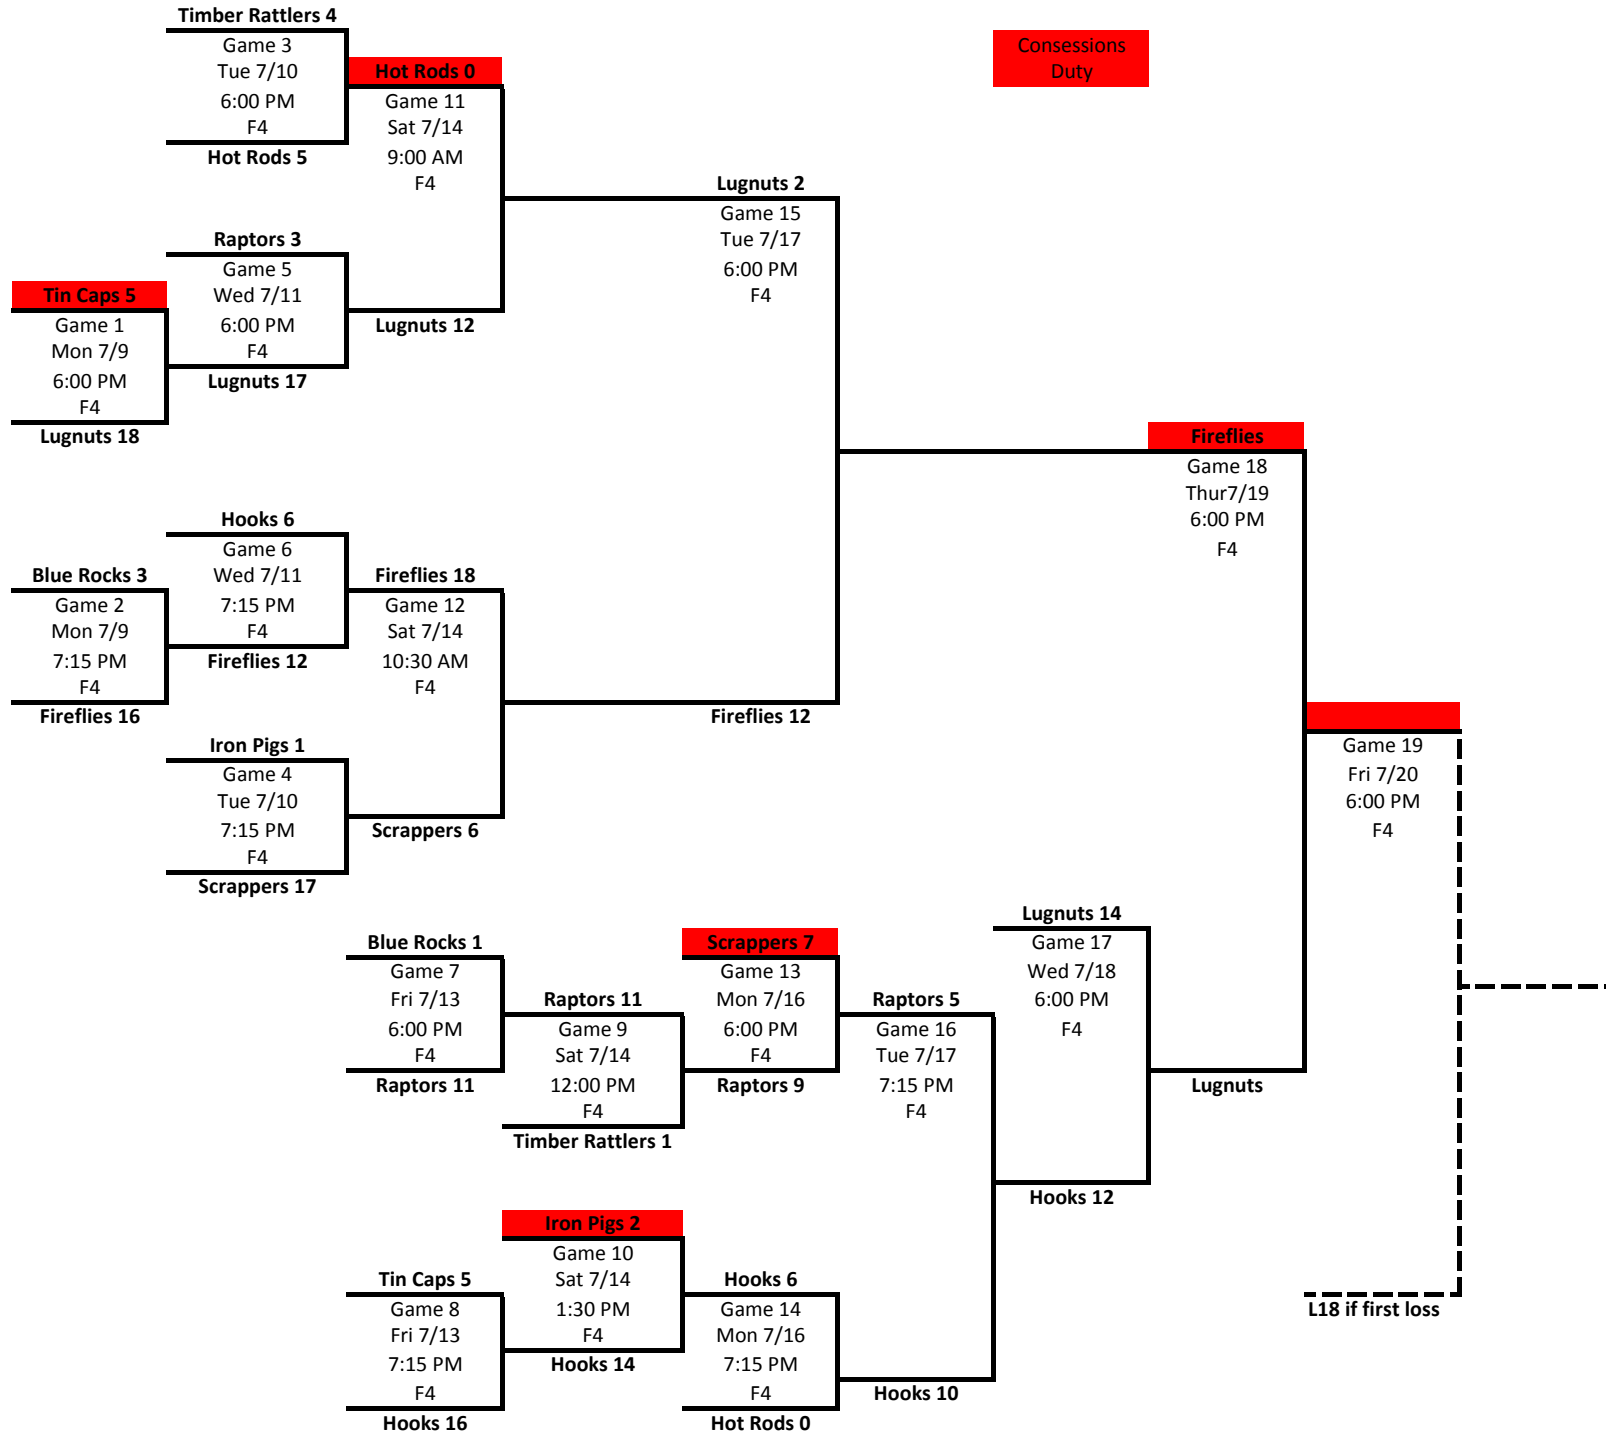 Timber Rattlers 4
Game 3
Tue 7/10
6:00 PM
F4
Hot Rods 5
Hot Rods 0
Game 11
Sat 7/14
9:00 AM
F4
Consessions
Duty
Raptors 3
Game 5
Wed 7/11
6:00 PM
F4
Lugnuts 17
Tin Caps 5
Game 1
Mon 7/9
6:00 PM
F4
Lugnuts 18
Lugnuts 12
Lugnuts 2
Game 15
Tue 7/17
6:00 PM
F4
Hooks 6
Game 6
Wed 7/11
7:15 PM
F4
Fireflies 12
Blue Rocks 3
Game 2
Mon 7/9
7:15 PM
F4
Fireflies 16
Fireflies 18
Game 12
Sat 7/14
10:30 AM
F4
Iron Pigs 1
Game 4
Tue 7/10
7:15 PM
F4
Scrappers 17
Scrappers 6
Fireflies 12
Fireflies
Game 18
Thur7/19
6:00 PM
F4
Game 19
Fri 7/20
6:00 PM
F4
Blue Rocks 1
Game 7
Fri 7/13
6:00 PM
F4
Raptors 11
Raptors 11
Game 9
Sat 7/14
12:00 PM
F4
Timber Rattlers 1
Scrappers 7
Game 13
Mon 7/16
6:00 PM
F4
Raptors 9
Raptors 5
Game 16
Tue 7/17
7:15 PM
F4
Lugnuts 14
Game 17
Wed 7/18
6:00 PM
F4
Lugnuts
Hooks 12
Iron Pigs 2
Game 10
Sat 7/14
1:30 PM
F4
Hooks 14
Tin Caps 5
Game 8
Fri 7/13
7:15 PM
F4
Hooks 16
Hooks 6
Game 14
Mon 7/16
7:15 PM
F4
Hot Rods 0
Hooks 10
L18 if first loss